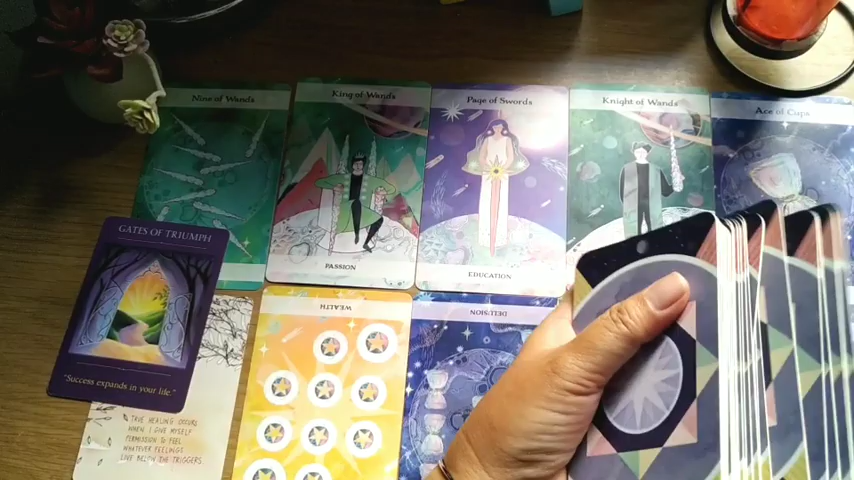 Nine of Wands
King of Wands
Page of Swords
Knight of Wands
Ace of Cups
PASSION
EDUCATION
GATES OF TRIUMPH
"Success expands in your life."
WEALTH
DELUSION
TRUE HEALING OCCURS
WHEN I GIVE MYSELF
PERMISSION TO FEEL
WHATEVER FEELINGS
LIVE BELOW THE TRIGGERS